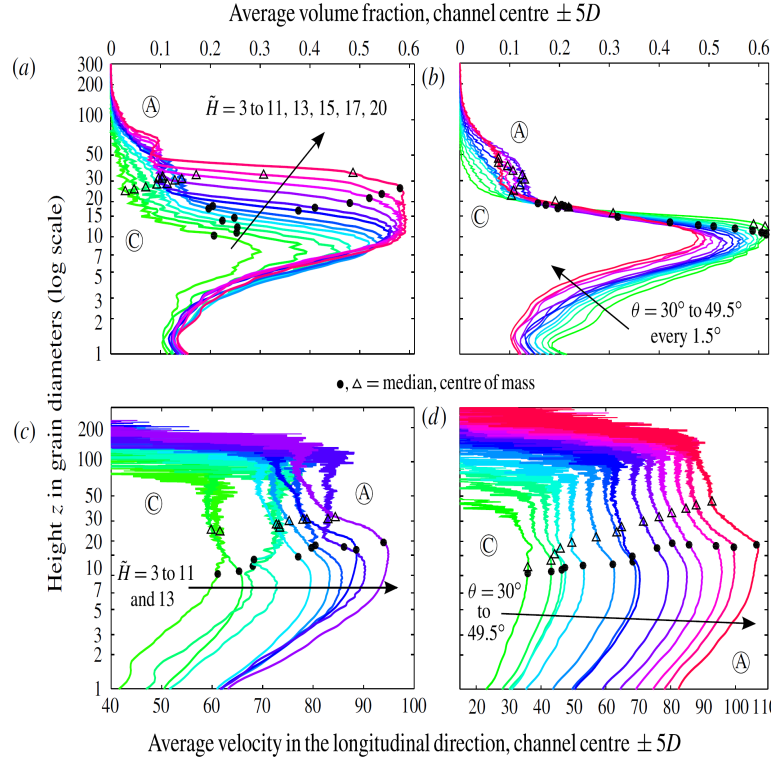 Average volume fraction, channel centre ± 5D
0 0.1 0.2 0.3 0.4 0.5 0.6
0 0.1 0.2 0.3 0.4 0.5 0.6
(a)
(b)
300
200
100
50
30
20
15
10
7
5
3
2
1
Ⓐ
H̃ = 3 to 11, 13, 15, 17, 20
Ⓒ
Ⓐ
Ⓒ
θ = 30° to 49.5°
every 1.5°
●, △ = median, centre of mass
Height z in grain diameters (log scale)
(c)
(d)
200
100
50
30
20
15
10
7
5
3
2
1
Ⓒ
Ⓐ
H̃ = 3 to 11
and 13
Ⓒ
θ = 30°
to
49.5°
Ⓐ
40 50 60 70 80 90 100
20 30 40 50 60 70 80 90 100 110
Average velocity in the longitudinal direction, channel centre ± 5D